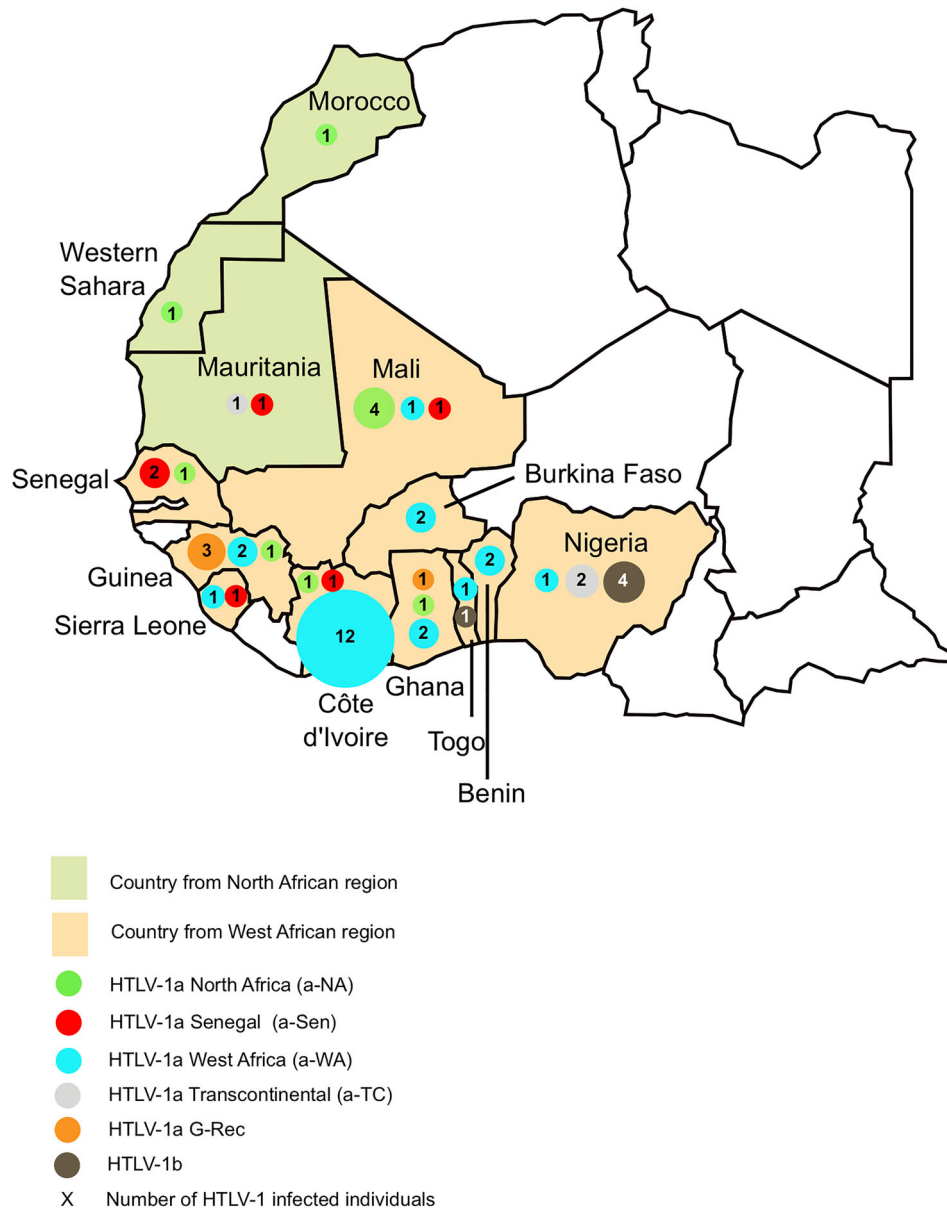 Morocco
1
Western
Sahara
1
Mauritania
1 1
Mali
4 1 1
Senegal
2 1
Burkina Faso
2
Guinea
3 2 1
Sierra Leone
1 1
1 1
12
Côte
d'Ivoire
1
1
2
Ghana
1
1
Togo
2
Benin
Nigeria
1 2 4
Country from North African region
Country from West African region
HTLV-1a North Africa (a-NA)
HTLV-1a Senegal (a-Sen)
HTLV-1a West Africa (a-WA)
HTLV-1a Transcontinental (a-TC)
HTLV-1a G-Rec
HTLV-1b
X Number of HTLV-1 infected individuals